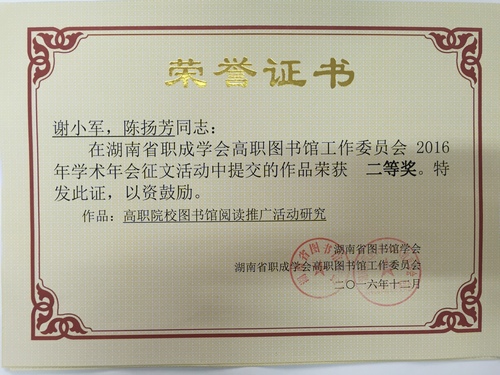 荣誉证书
谢小军，陈扬芳同志：
在湖南省职成学会高职图书馆工作委员会 2016
年学术年会征文活动中提交的作品荣获 二等奖。特
发此证，以资鼓励。
作品：高职院校图书馆阅读推广活动研究
湖南省图书馆学会
湖南省职成学会高职图书馆工作委员会
二〇一六年十二月